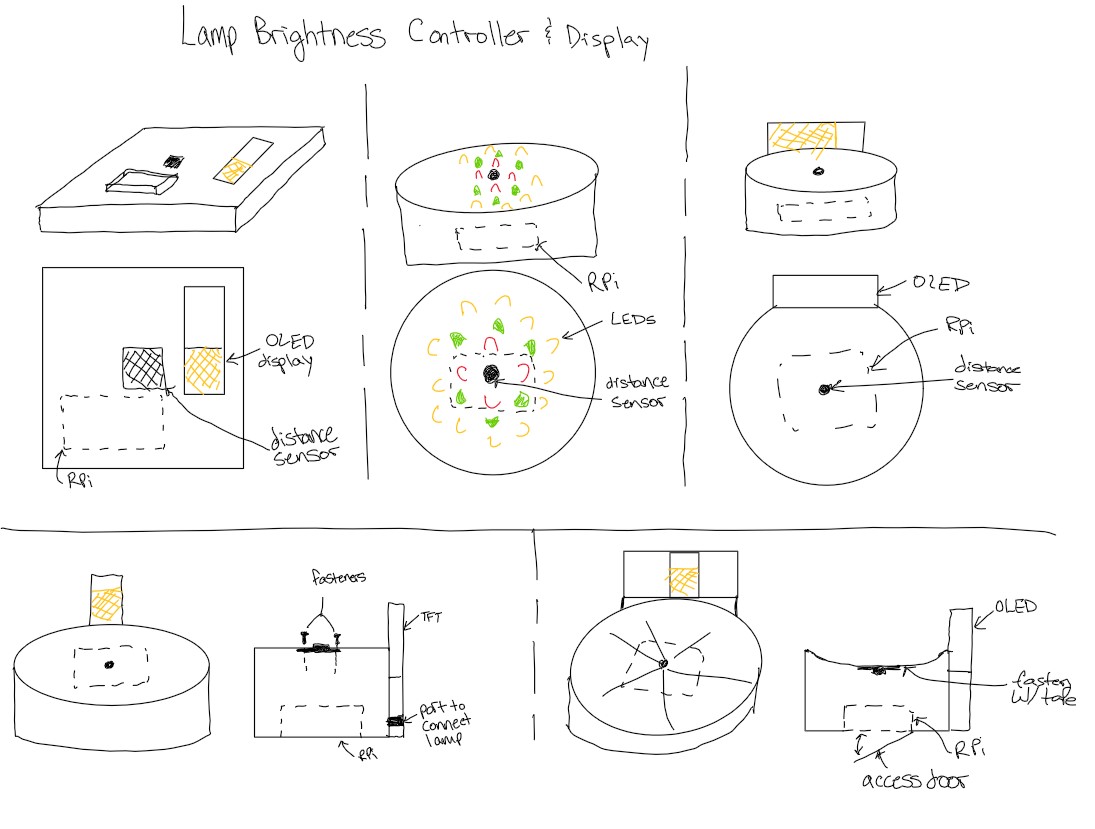 Lamp Brightness Controller & Display
OLED
display
distance
sensor
RPi
RPi
LEDs
distance
sensor
OLED
RPi
distance
sensor
fasteners
TFT
port to
connect
lamp
RPi
OLED
fasten
w/ tape
RPi
access door